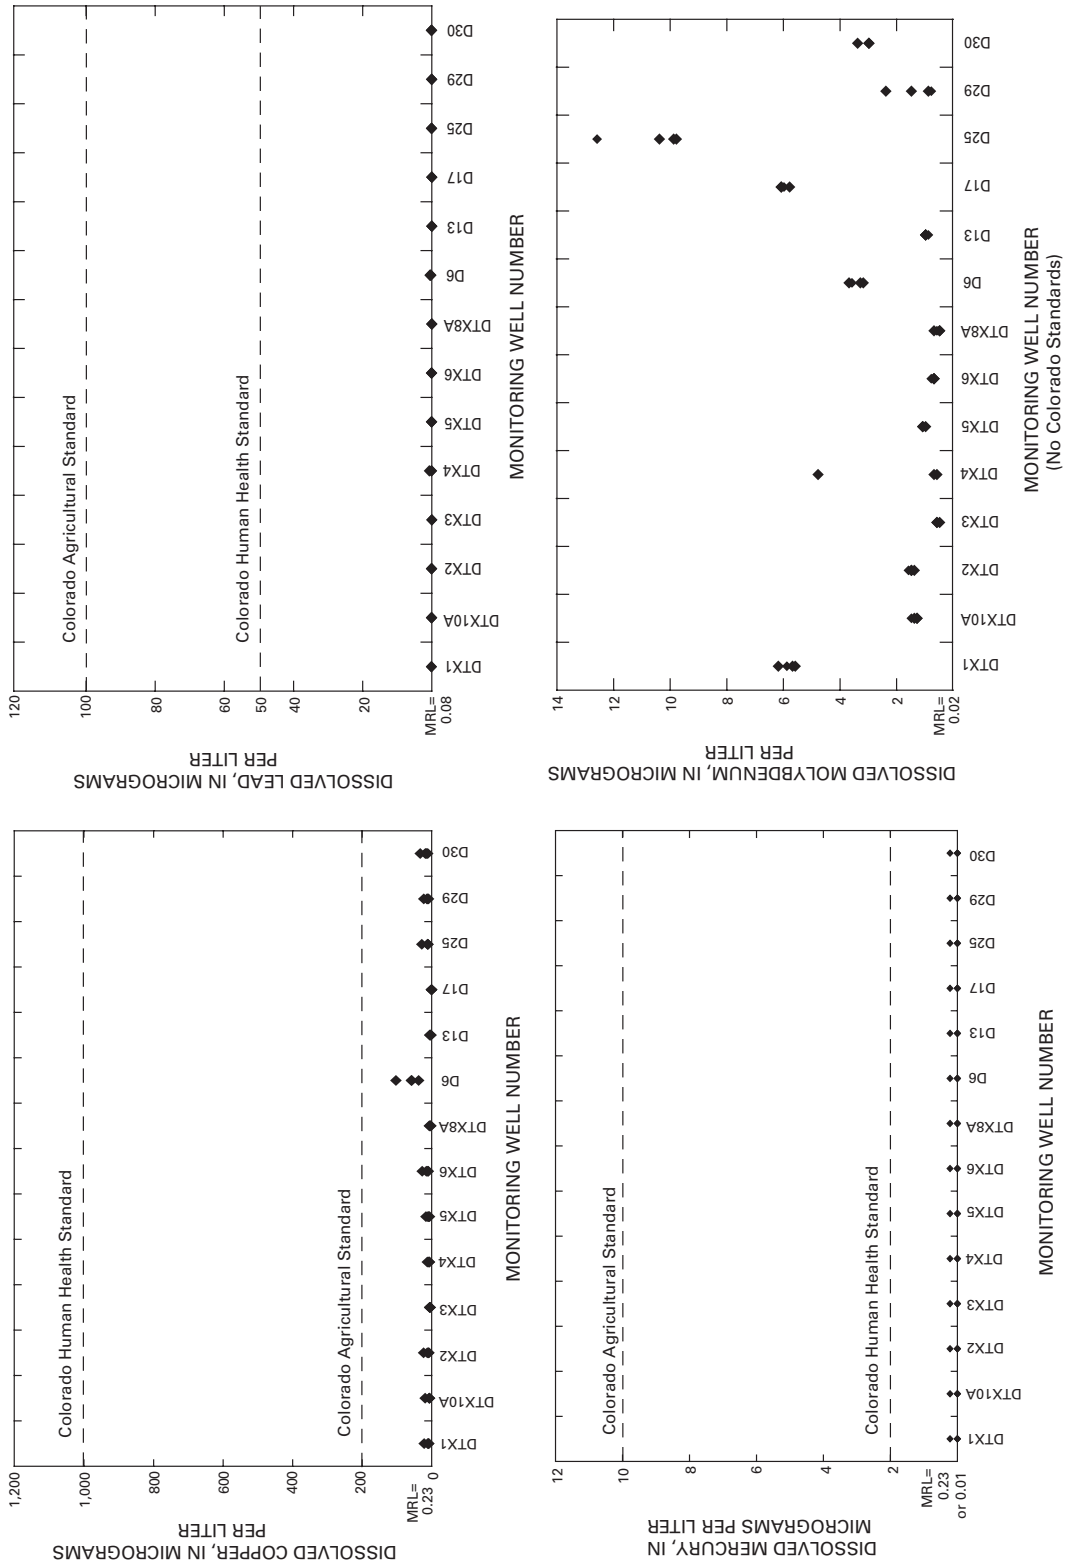 DISSOLVED COPPER, IN MICROGRAMS
PER LITER
1,200
1,000
800
600
400
200
0
MRL=
0.23
Colorado Human Health Standard
Colorado Agricultural Standard
DTX1
DTX10A
DTX2
DTX3
DTX4
DTX5
DTX6
DTX8A
D6
D13
D17
D25
D29
D30
MONITORING WELL NUMBER
DISSOLVED LEAD, IN MICROGRAMS
PER LITER
120
100
80
60
50
40
20
MRL=
0.08
Colorado Agricultural Standard
Colorado Human Health Standard
DTX1
DTX10A
DTX2
DTX3
DTX4
DTX5
DTX6
DTX8A
D6
D13
D17
D25
D29
D30
MONITORING WELL NUMBER
DISSOLVED MERCURY, IN
MICROGRAMS PER LITER
12
10
8
6
4
2
MRL=
0.23
or 0.01
Colorado Agricultural Standard
Colorado Human Health Standard
DTX1
DTX10A
DTX2
DTX3
DTX4
DTX5
DTX6
DTX8A
D6
D13
D17
D25
D29
D30
MONITORING WELL NUMBER
DISSOLVED MOLYBDENUM, IN MICROGRAMS
PER LITER
14
12
10
8
6
4
2
MRL=
0.02
DTX1
DTX10A
DTX2
DTX3
DTX4
DTX5
DTX6
DTX8A
D6
D13
D17
D25
D29
D30
MONITORING WELL NUMBER
(No Colorado Standards)